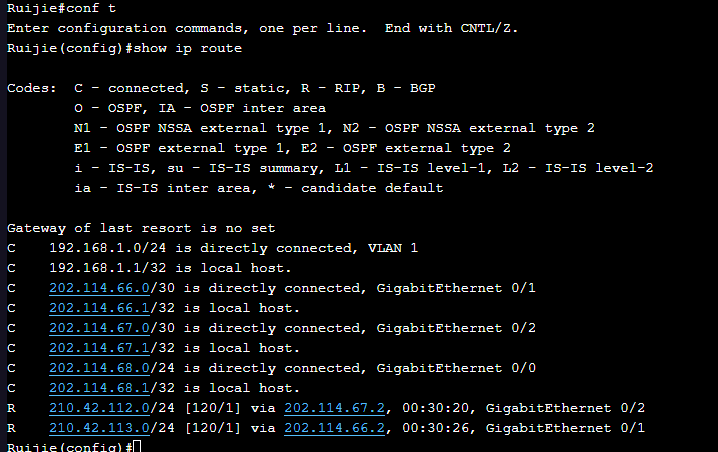 Ruijie#conf t
Enter configuration commands, one per line.  End with CNTL/Z.
Ruijie(config)#show ip route
Codes:  C - connected, S - static, R - RIP, B - BGP
        O - OSPF, IA - OSPF inter area
        N1 - OSPF NSSA external type 1, N2 - OSPF NSSA external type 2
        E1 - OSPF external type 1, E2 - OSPF external type 2
        i - IS-IS, su - IS-IS summary, L1 - IS-IS level-1, L2 - IS-IS level-2
        ia - IS-IS inter area, * - candidate default
Gateway of last resort is no set
C    192.168.1.0/24 is directly connected, VLAN 1
C    192.168.1.1/32 is local host.
C    202.114.66.0/30 is directly connected, GigabitEthernet 0/1
C    202.114.66.1/32 is local host.
C    202.114.67.0/30 is directly connected, GigabitEthernet 0/2
C    202.114.67.1/32 is local host.
C    202.114.68.0/24 is directly connected, GigabitEthernet 0/0
C    202.114.68.1/32 is local host.
R    210.42.112.0/24 [120/1] via 202.114.67.2, 00:30:20, GigabitEthernet 0/2
R    210.42.113.0/24 [120/1] via 202.114.66.2, 00:30:26, GigabitEthernet 0/1
Ruijie(config)#